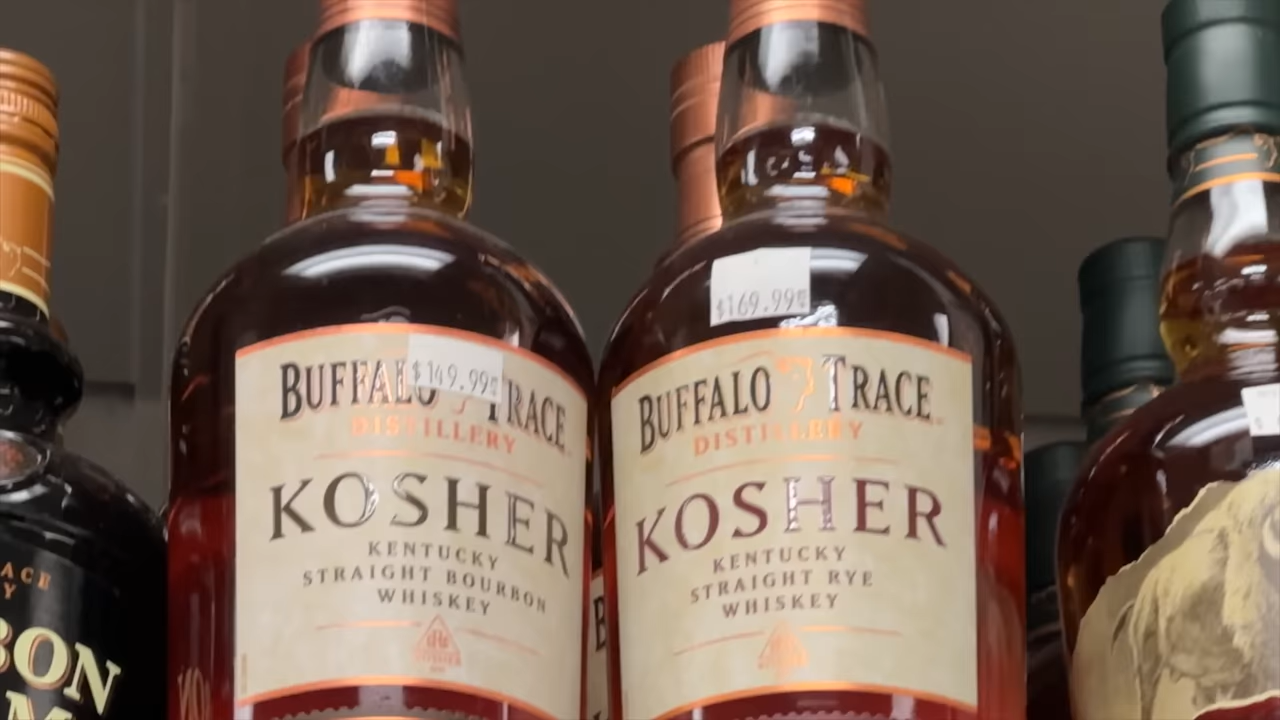 BUFFALO TRACE
DISTILLERY
KOSHER
KENTUCKY
STRAIGHT BOURBON
WHISKEY
$149.99
$169.99
BUFFALO TRACE
DISTILLERY
KOSHER
KENTUCKY
STRAIGHT RYE
WHISKEY
BON